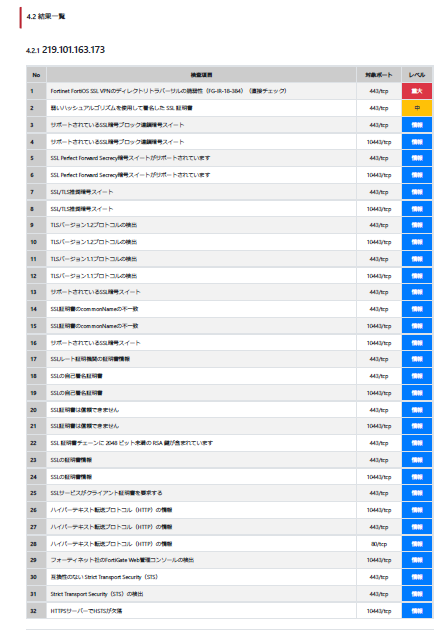 4.2 結果一覧
4.2.1 219.101.163.173
No 検査項目 対象ポート レベル
1 Fortinet FortiOS SSL VPNのディレクトリトラバーサルの脆弱性（FG-IR-18-384）（直接チェック） 443/tcp 重大
2 弱いハッシュアルゴリズムを使用して署名した SSL 証明書 443/tcp 中
3 サポートされているSSL暗号ブロック連鎖暗号スイート 443/tcp 情報
4 サポートされているSSL暗号ブロック連鎖暗号スイート 10443/tcp 情報
5 SSL Perfect Forward Secrecy暗号スイートがサポートされています 443/tcp 情報
6 SSL Perfect Forward Secrecy暗号スイートがサポートされています 10443/tcp 情報
7 SSL/TLS推奨暗号スイート 443/tcp 情報
8 SSL/TLS推奨暗号スイート 10443/tcp 情報
9 TLSバージョン1.2プロトコルの検出 443/tcp 情報
10 TLSバージョン1.2プロトコルの検出 10443/tcp 情報
11 TLSバージョン1.1プロトコルの検出 443/tcp 情報
12 TLSバージョン1.1プロトコルの検出 10443/tcp 情報
13 サポートされているSSL暗号スイート 443/tcp 情報
14 SSL証明書のcommonNameの不一致 443/tcp 情報
15 SSL証明書のcommonNameの不一致 10443/tcp 情報
16 サポートされているSSL暗号スイート 10443/tcp 情報
17 SSLルート証明機関の証明書情報 443/tcp 情報
18 SSLの自己署名証明書 443/tcp 情報
19 SSLの自己署名証明書 10443/tcp 情報
20 SSL証明書は信頼できません 443/tcp 情報
21 SSL証明書は信頼できません 10443/tcp 情報
22 SSL 証明書チェーンに 2048 ビット未満の RSA 鍵が含まれています 443/tcp 情報
23 SSLの証明書情報 443/tcp 情報
24 SSLの証明書情報 10443/tcp 情報
25 SSLサービスがクライアント証明書を要求する 443/tcp 情報
26 ハイパーテキスト転送プロトコル（HTTP）の情報 10443/tcp 情報
27 ハイパーテキスト転送プロトコル（HTTP）の情報 443/tcp 情報
28 ハイパーテキスト転送プロトコル（HTTP）の情報 80/tcp 情報
29 フォーティネット社のFortiGate Web管理コンソールの検出 10443/tcp 情報
30 互換性のない Strict Transport Security（STS） 443/tcp 情報
31 Strict Transport Security（STS）の検出 443/tcp 情報
32 HTTPSサーバーでHSTSが欠落 10443/tcp 情報